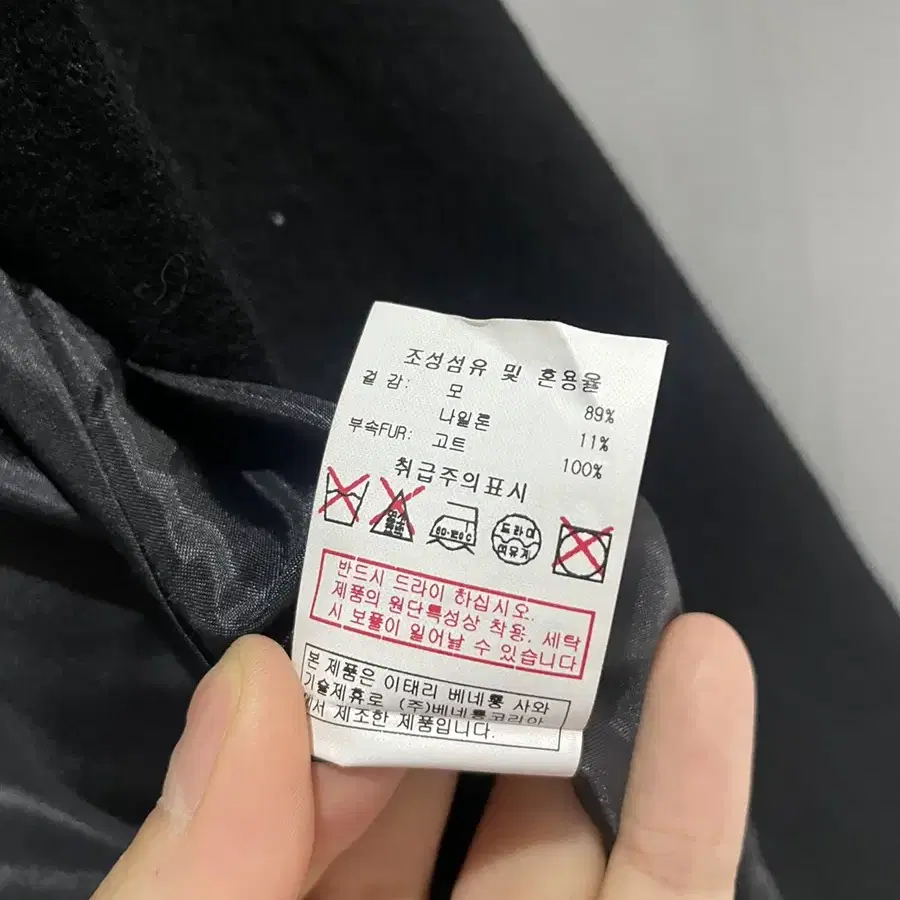 조성섬유 및 혼용율
겉 감: 모 89%
나일론 11%
부속FUR: 고트 100%
취급주의표시
드라이
반드시 드라이 하십시오.
제품의 원단특성상 착용. 세탁
시 보풀이 일어날 수 있습니다
본 제품은 이태리 베네통 사와
기술제휴로 (주)베네통코리아
에서 제조한 제품입니다.